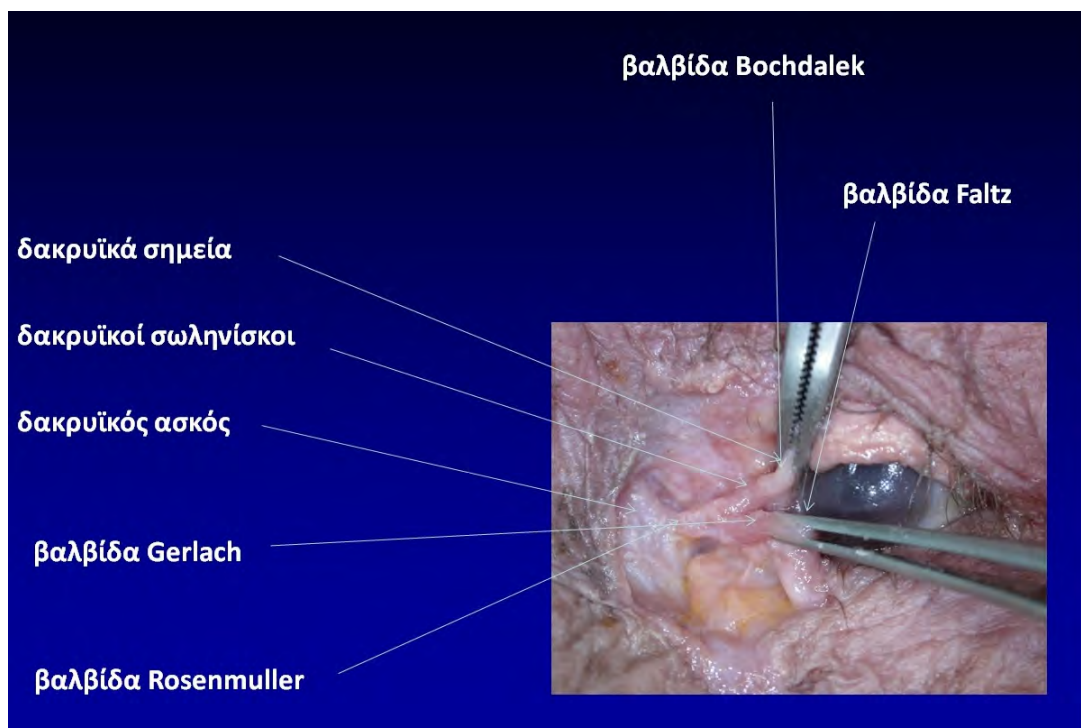 βαλβίδα Bochdalek
βαλβίδα Faltz
δακρυϊκά σημεία
δακρυϊκοί σωληνίσκοι
δακρυϊκός ασκός
βαλβίδα Gerlach
βαλβίδα Rosenmuller